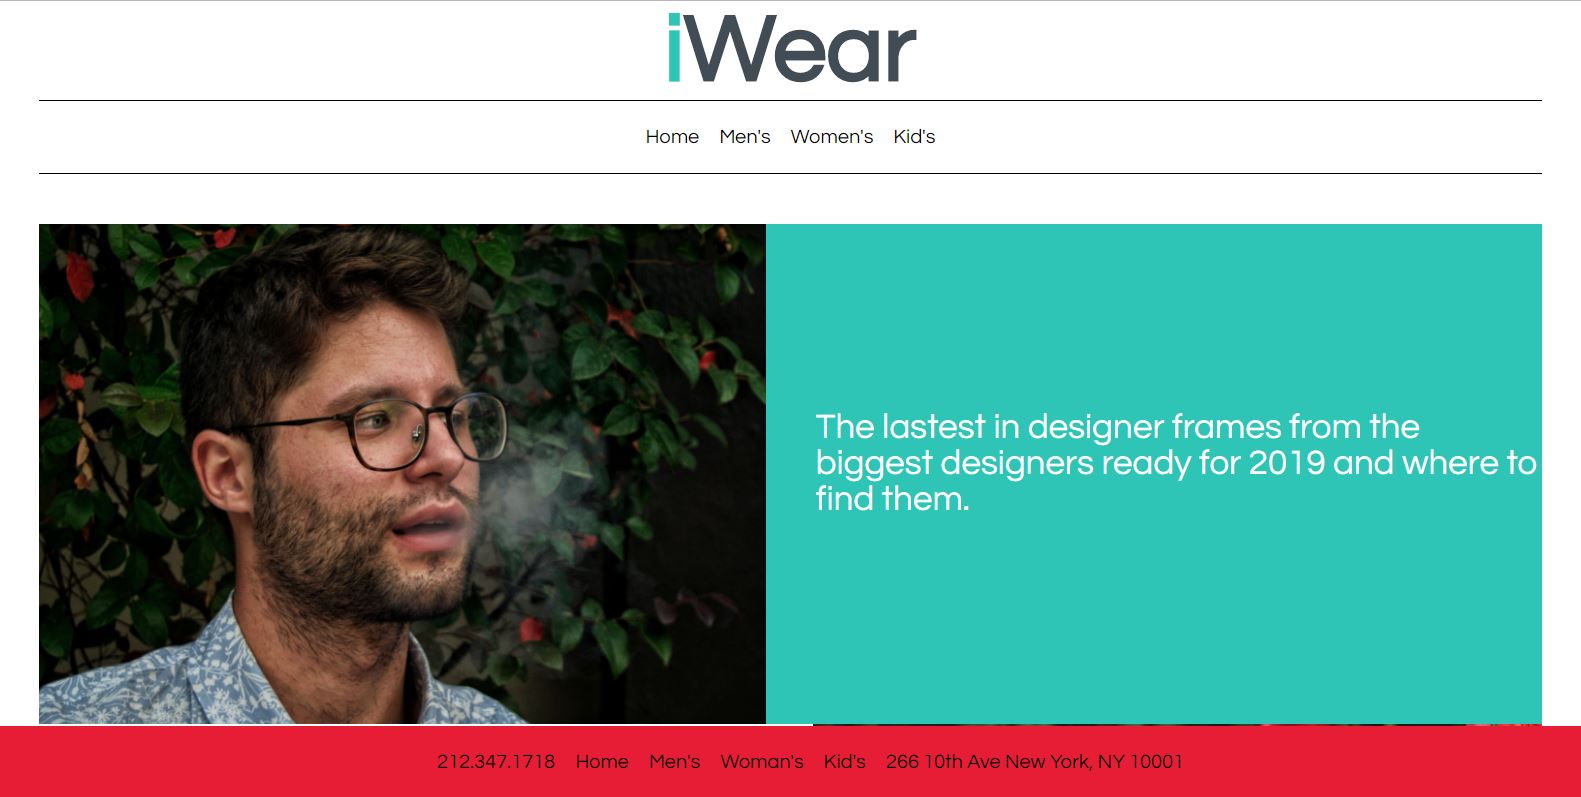 iWear
Home Men's Women's Kid's
The lastest in designer frames from the
biggest designers ready for 2019 and where to
find them.
212.347.1718 Home Men's Woman's Kid's 266 10th Ave New York, NY 10001